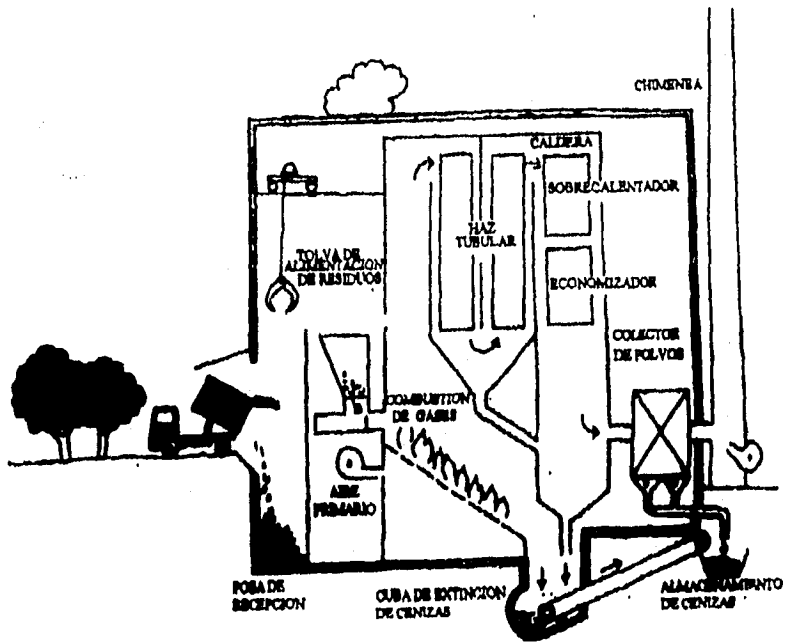 CHIMENEA
CALDERA
SOBRECALENTADOR
HAZ
TUBULAR
TOLVA DE
ALIMENTACION
DE RESIDUOS
ECONOMIZADOR
COLECTOR
DE POLVOS
COMBUSTION
DE GASES
AIRE
PRIMARIO
FOSA DE
RECEPCION
CUBA DE EXTINCION
DE CENIZAS
ALMACENAMIENTO
DE CENIZAS